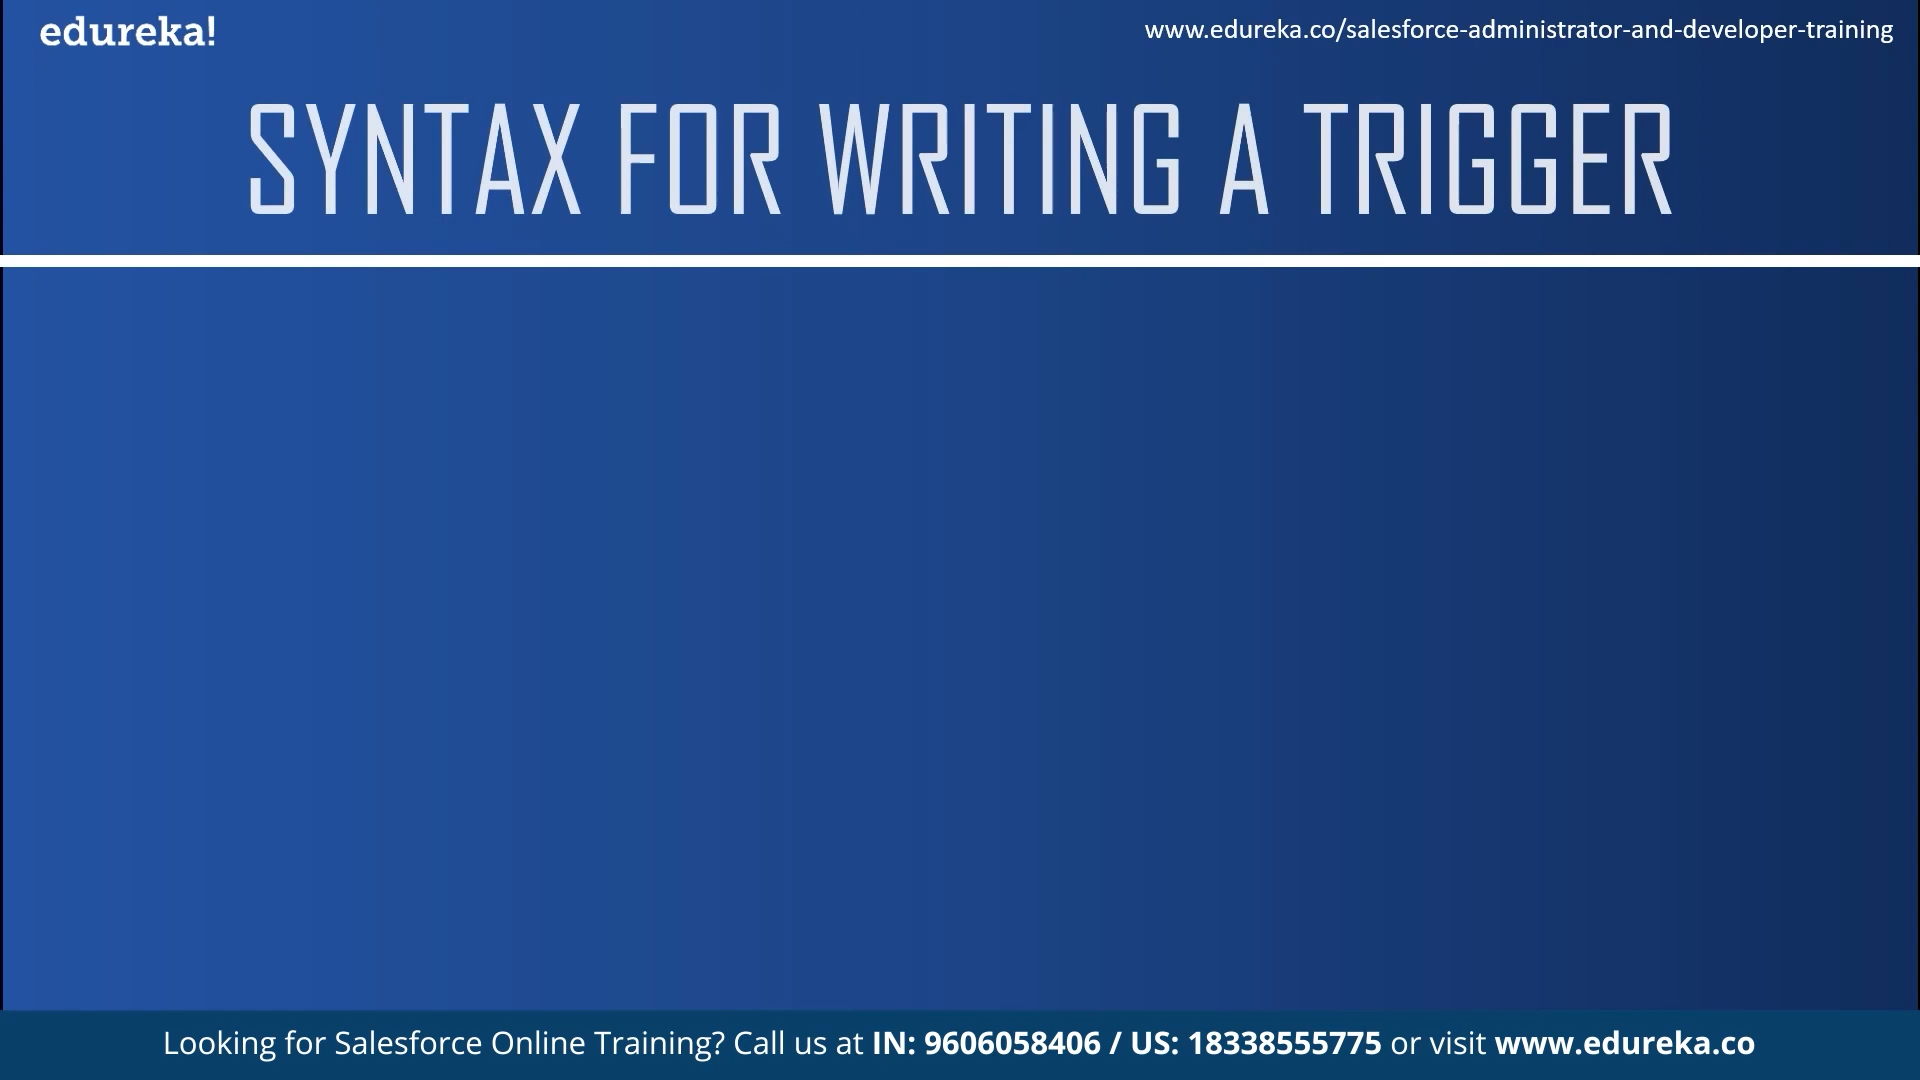 edureka!
www.edureka.co/salesforce-administrator-and-developer-training
SYNTAX FOR WRITING A TRIGGER
Looking for Salesforce Online Training? Call us at IN: 9606058406 / US: 18338555775 or visit www.edureka.co